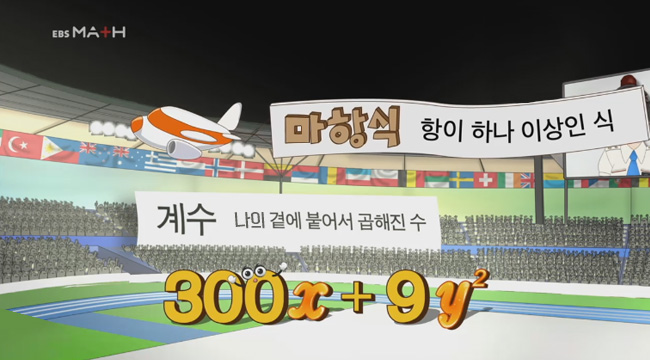 EBS MATH
마항식 항이 하나 이상인 식
계수 나의 곁에 붙어서 곱해진 수
300x + 9y²